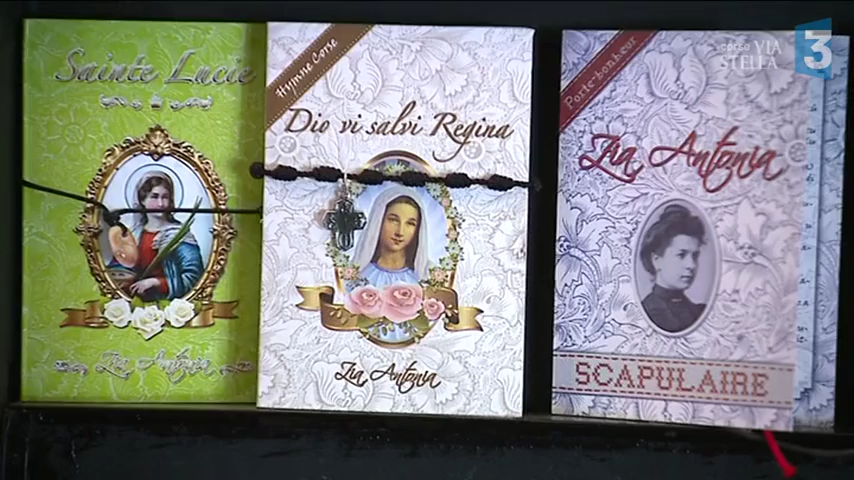 Sainte Lucie
Zia Antonia
Hymne Corse
Dio vi salvi Regina
Zia Antonia
Porte-bonheur
Zia Antonia
SCAPULAIRE
corse VIA
STELLA
3